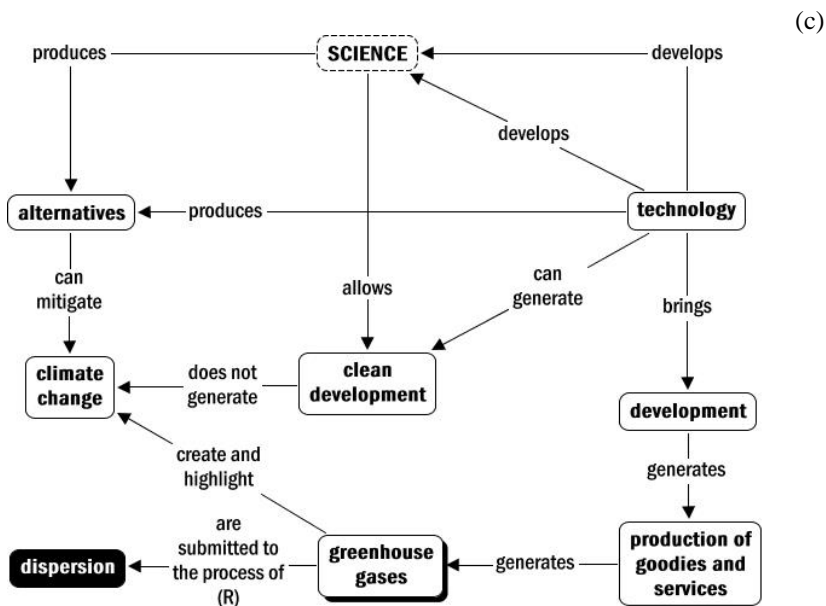 (c)
produces
SCIENCE
develops
develops
alternatives
produces
technology
can
mitigate
allows
can
generate
brings
climate
change
does not
generate
clean
development
development
create and
highlight
generates
dispersion
are
submitted to
the process of
(R)
greenhouse
gases
generates
production of
goodies and
services